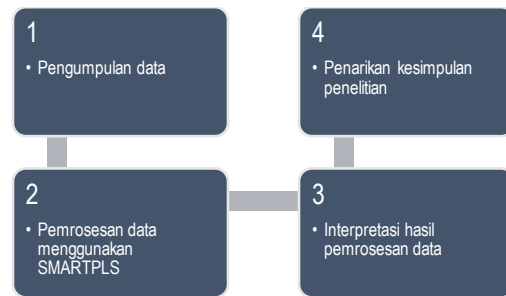 1
• Pengumpulan data
2
• Pemrosesan data
menggunakan
SMARTPLS
3
• Interpretasi hasil
pemrosesan data
4
• Penarikan kesimpulan
penelitian